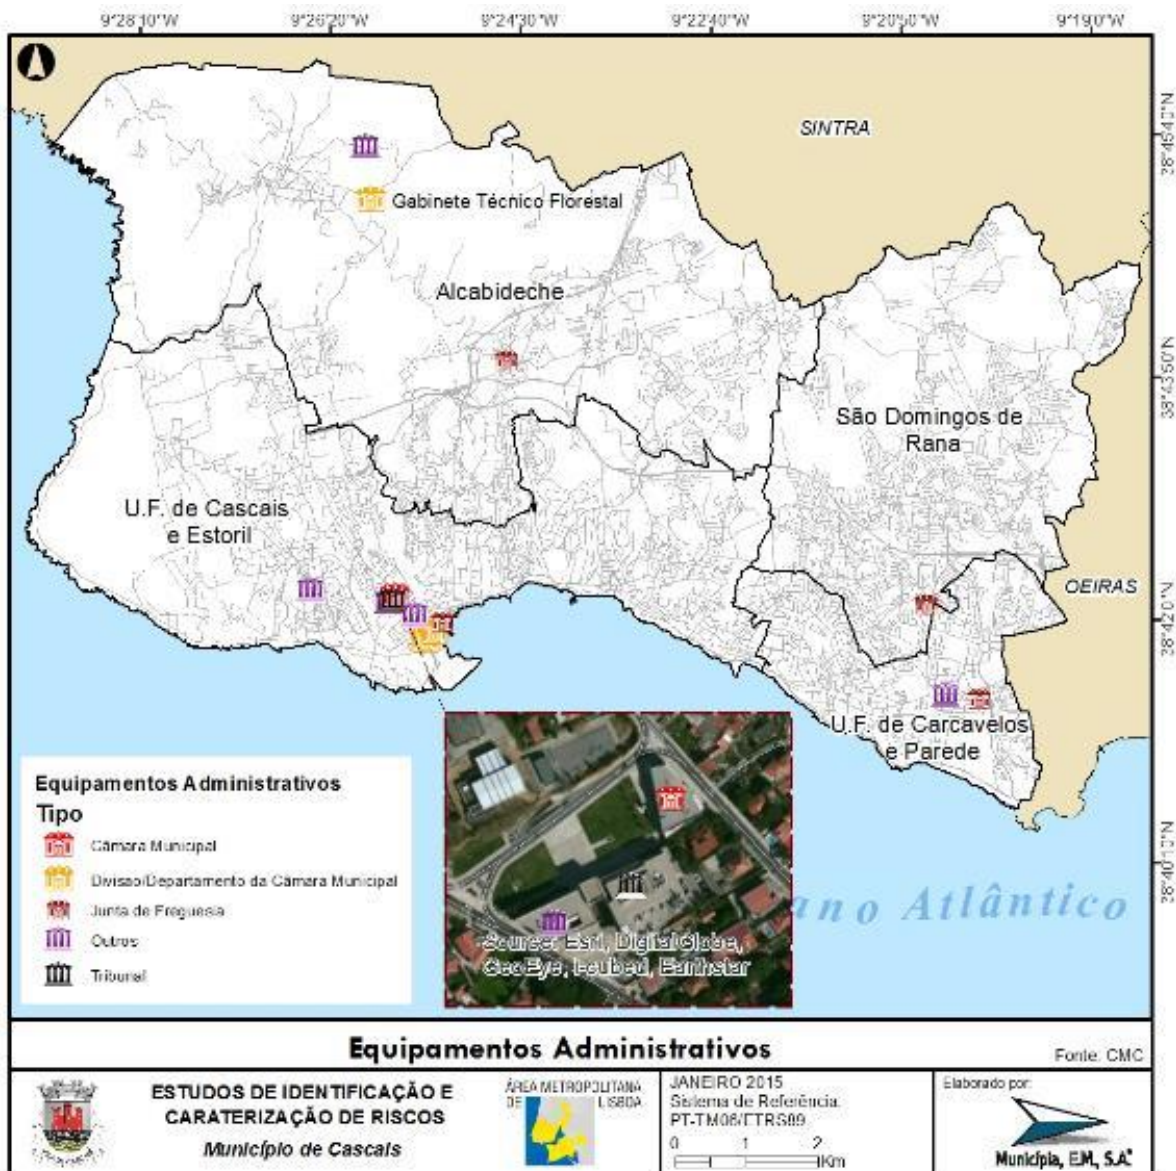 9°28'10"W 9°26'20"W 9°24'30"W 9°22'40"W 9°20'50"W 9°19'0"W
SINTRA
Gabinete Técnico Florestal
Alcabideche
São Domingos de
Rana
U.F. de Cascais
e Estoril
OEIRAS
U.F. de Carcavelos
e Parede
Equipamentos Administrativos
Tipo
Câmara Municipal
Divisão/Departamento da Câmara Municipal
Junta de Freguesia
Outros
Tribunal
Source: Esri, DigitalGlobe,
GeoEye, i-cubed, Earthstar
ano Atlântico
Equipamentos Administrativos
Fonte: CMC
ESTUDOS DE IDENTIFICAÇÃO E
CARATERIZAÇÃO DE RISCOS
Município de Cascais
ÁREA METROPOLITANA
DE LISBOA
JANEIRO 2015
Sistema de Referência:
PT-TM06/ETRS89
0 1 2
Km
Elaborado por:
Município, E.M., S.A.